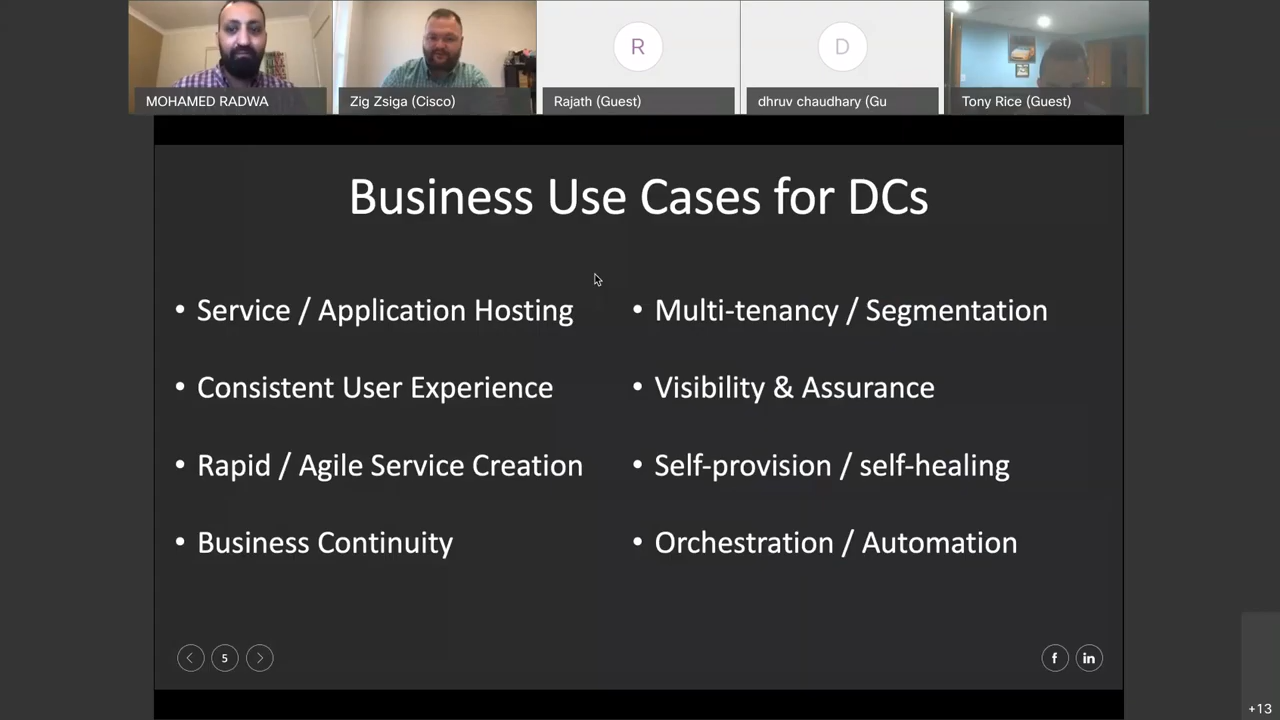 R
D
MOHAMED RADWA
Zig Zsiga (Cisco)
Rajath (Guest)
dhruv chaudhary (Gu
Tony Rice (Guest)
Business Use Cases for DCs
• Service / Application Hosting
• Consistent User Experience
• Rapid / Agile Service Creation
• Business Continuity
• Multi-tenancy / Segmentation
• Visibility & Assurance
• Self-provision / self-healing
• Orchestration / Automation
5
f
in
+13